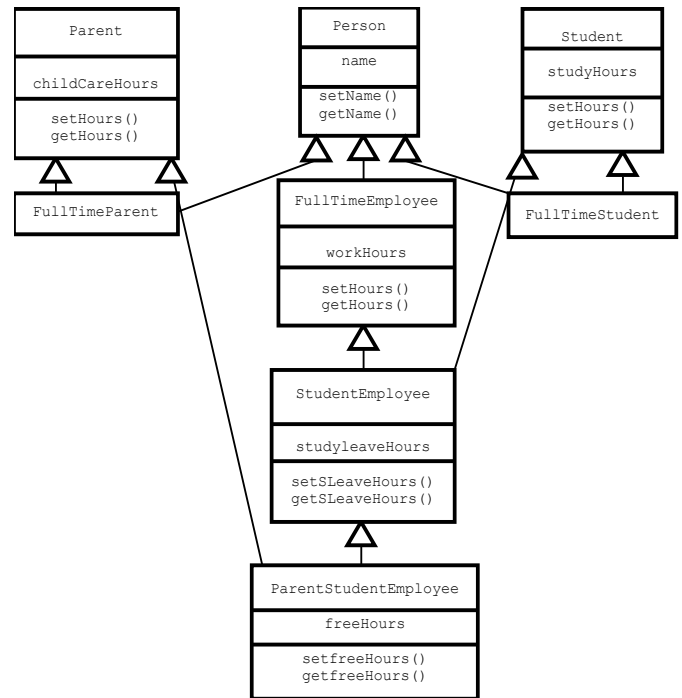 Parent
childCareHours
setHours()
getHours()
Person
name
setName()
getName()
Student
studyHours
setHours()
getHours()
FullTimeParent
FullTimeEmployee
workHours
setHours()
getHours()
FullTimeStudent
StudentEmployee
studyleaveHours
setSLeaveHours()
getSLeaveHours()
ParentStudentEmployee
freeHours
setfreeHours()
getfreeHours()